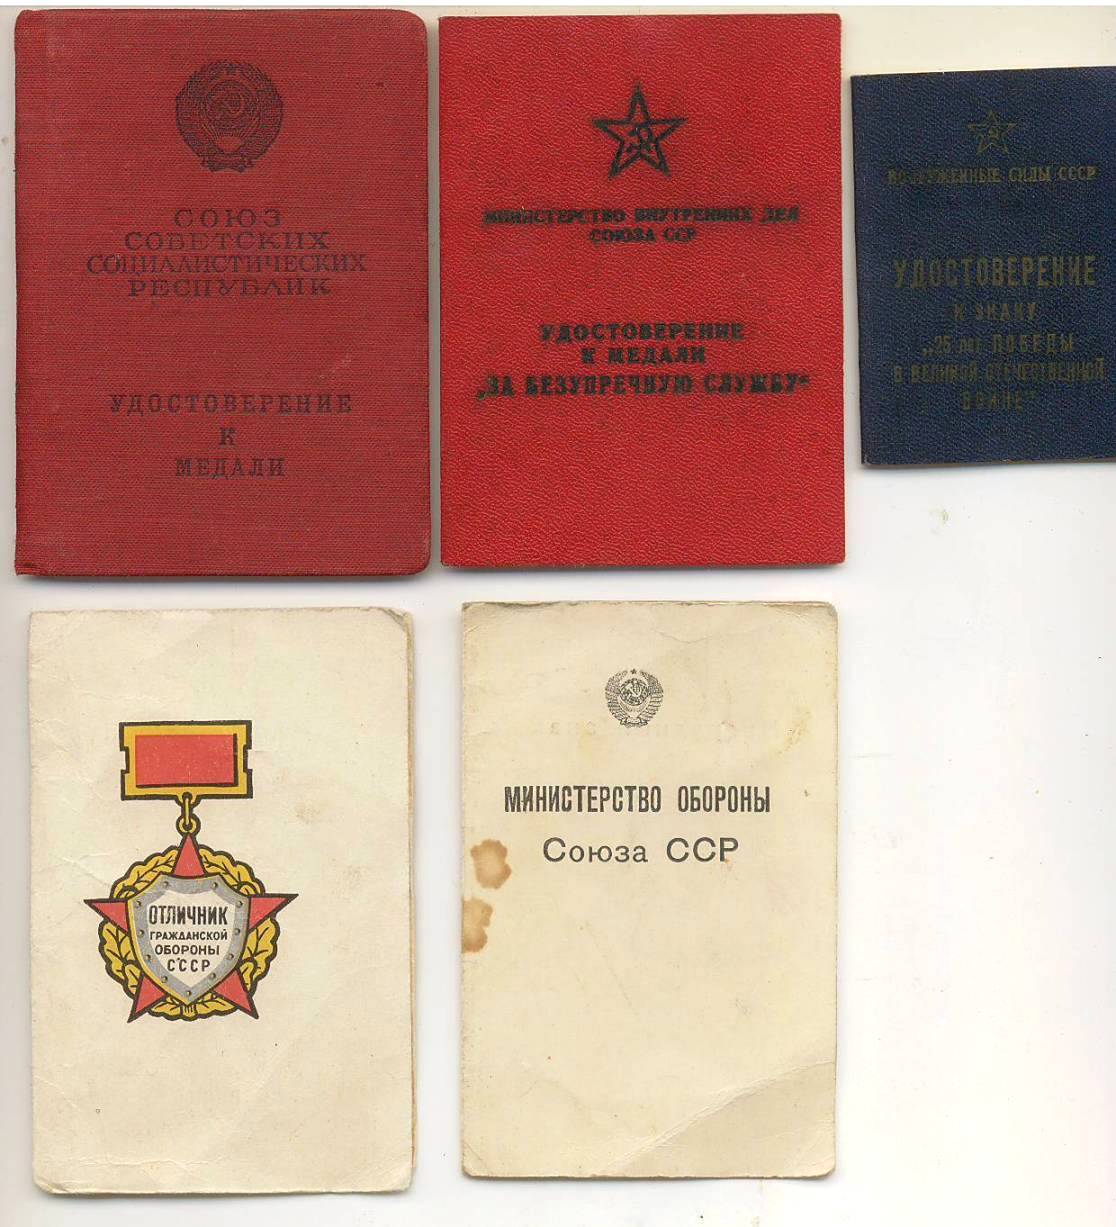 СОЮЗ
СОВЕТСКИХ
СОЦИАЛИСТИЧЕСКИХ
РЕСПУБЛИК
УДОСТОВЕРЕНИЕ
К
МЕДАЛИ
МИНИСТЕРСТВО ВНУТРЕННИХ ДЕЛ
СОЮЗА ССР
УДОСТОВЕРЕНИЕ
К МЕДАЛИ
„ЗА БЕЗУПРЕЧНУЮ СЛУЖБУ“
ВООРУЖЕННЫЕ СИЛЫ СССР
УДОСТОВЕРЕНИЕ
К ЗНАКУ
„25 лет ПОБЕДЫ
В ВЕЛИКОЙ ОТЕЧЕСТВЕННОЙ
ВОЙНЕ"
ОТЛИЧНИК
ГРАЖДАНСКОЙ
ОБОРОНЫ
СССР
МИНИСТЕРСТВО ОБОРОНЫ
Союза ССР